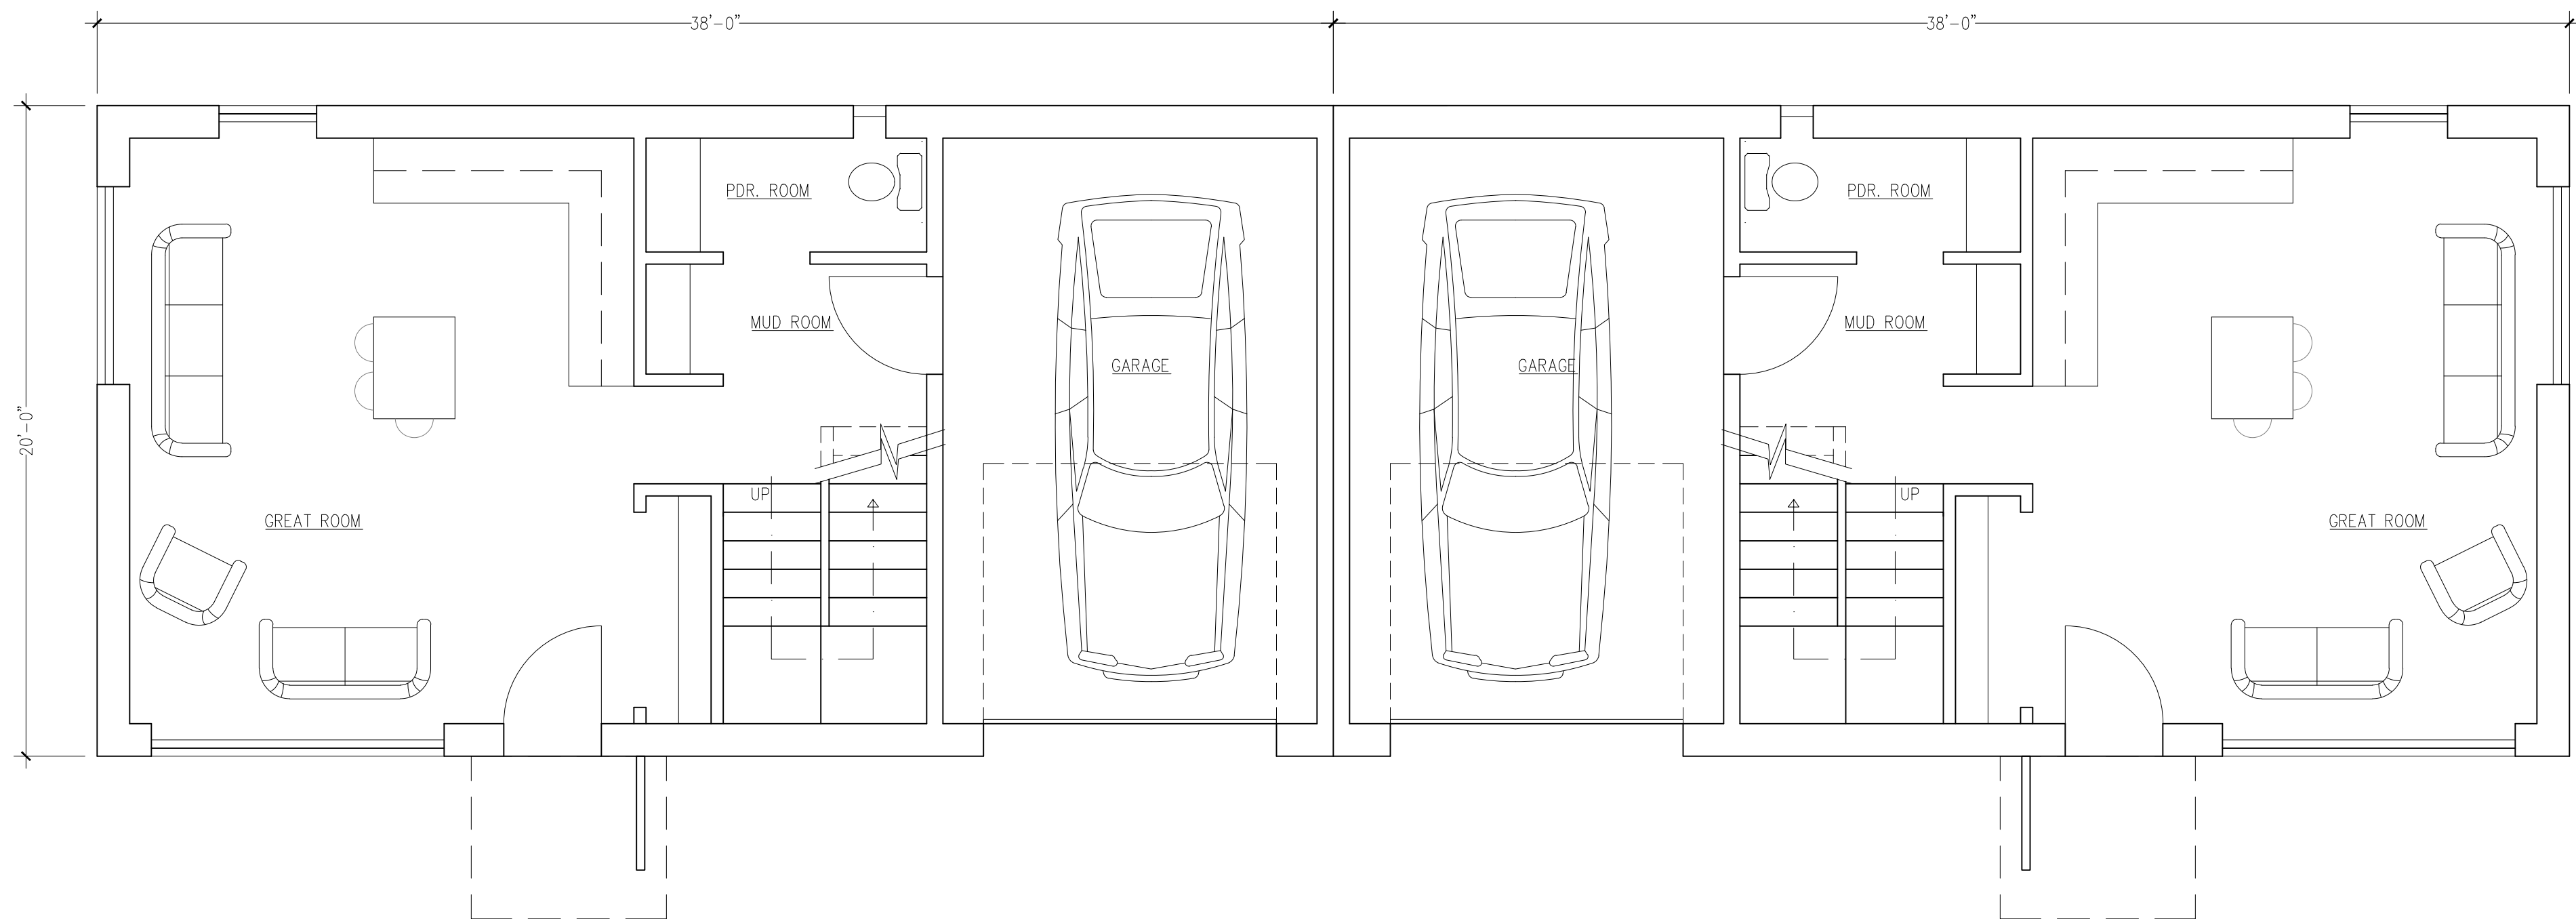 38'-0" 38'-0"
20'-0"
PDR. ROOM PDR. ROOM
MUD ROOM MUD ROOM
GARAGE GARAGE
UP UP
GREAT ROOM GREAT ROOM